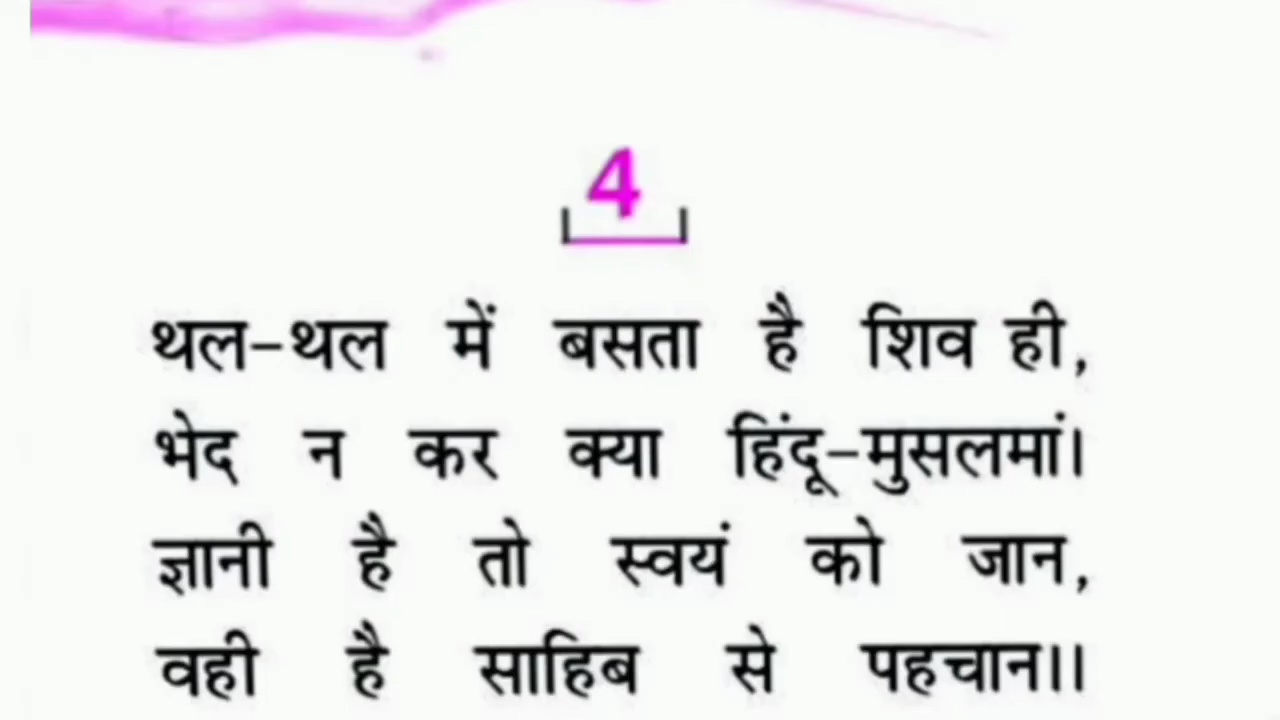 4
थल-थल में बसता है शिव ही,
भेद न कर क्या हिंदू-मुसलमां।
ज्ञानी है तो स्वयं को जान,
वही है साहिब से पहचान।।